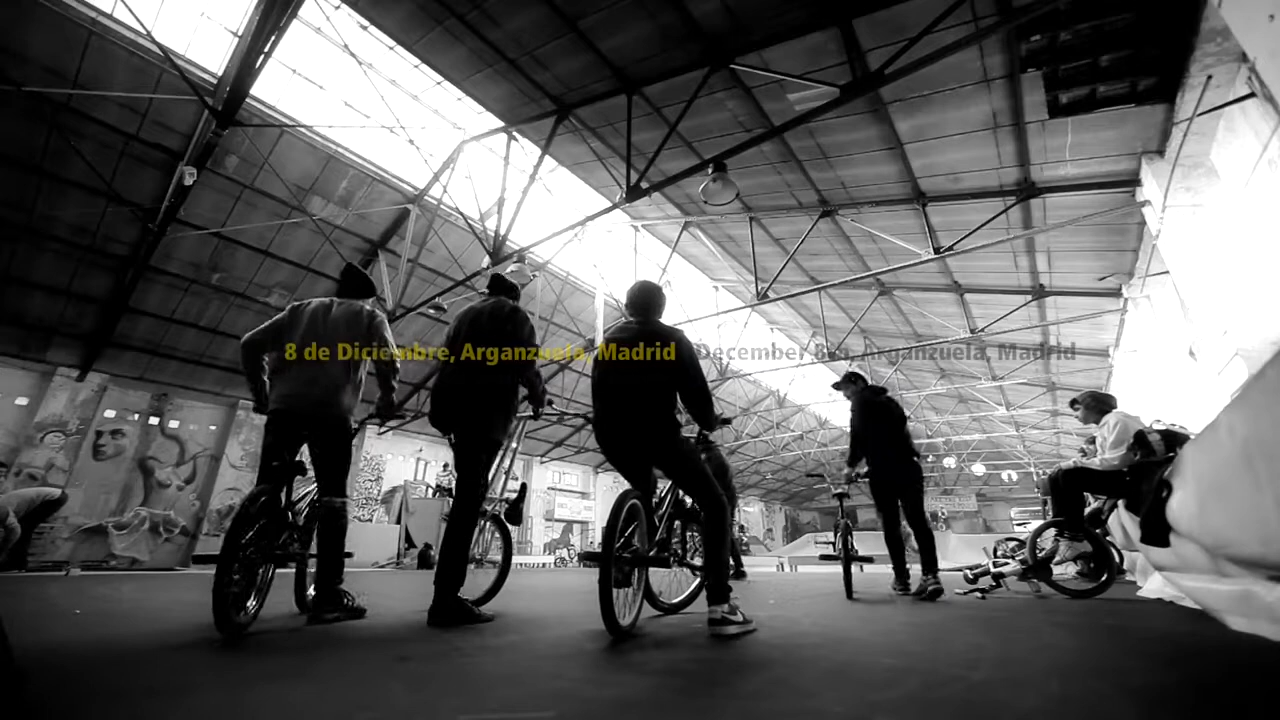 8 de Diciembre, Arganzuela, Madrid / December 8th, Arganzuela, Madrid